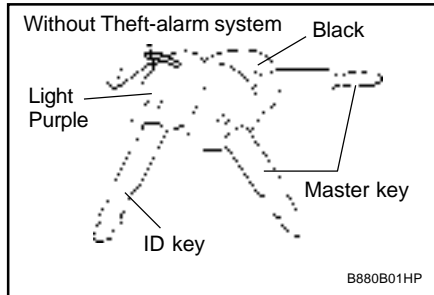 Without Theft-alarm system
Black
Light
Purple
Master key
ID key
B880B01HP